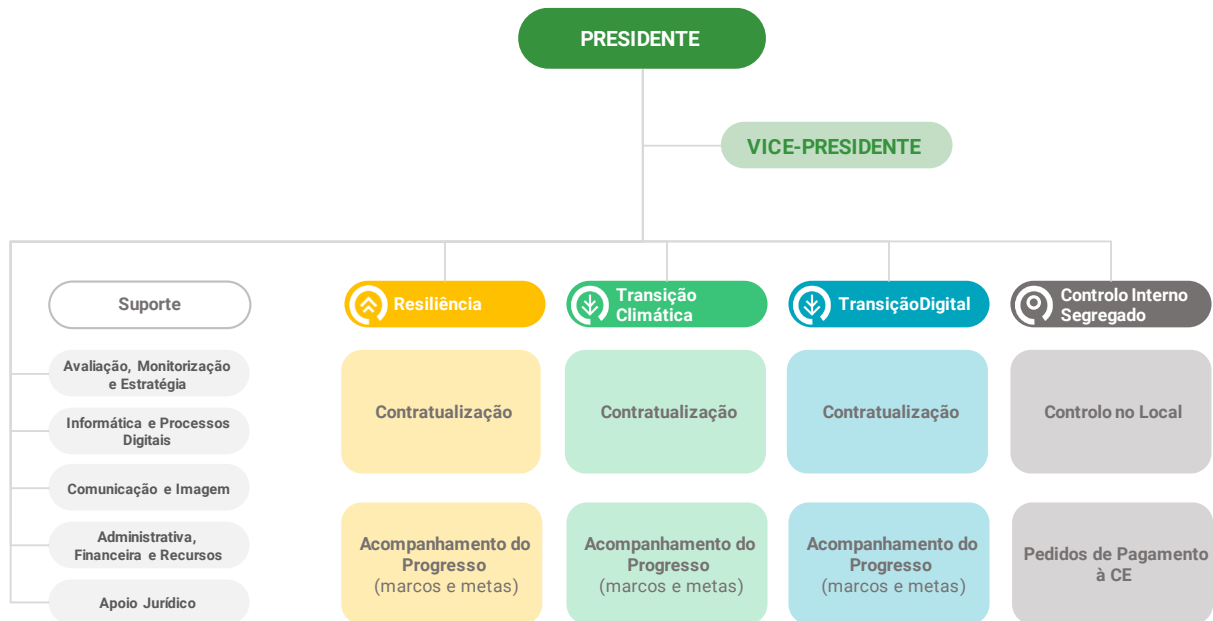 PRESIDENTE
VICE-PRESIDENTE
Suporte
Avaliação, Monitorização
e Estratégia
Informática e Processos
Digitais
Comunicação e Imagem
Administrativa,
Financeira e Recursos
Apoio Jurídico
Resiliência
Contratualização
Acompanhamento do
Progresso
(marcos e metas)
Transição
Climática
Contratualização
Acompanhamento do
Progresso
(marcos e metas)
TransiçãoDigital
Contratualização
Acompanhamento do
Progresso
(marcos e metas)
Controlo Interno
Segregado
Controlo no Local
Pedidos de Pagamento
à CE